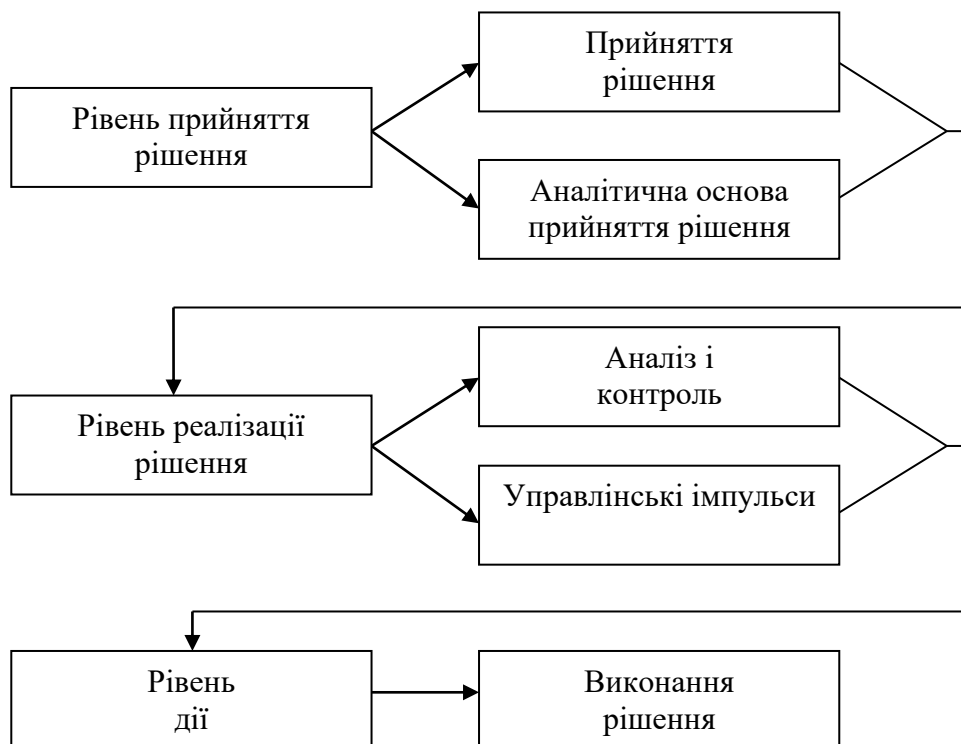 Прийняття
рішення
Рівень прийняття
рішення
Аналітична основа
прийняття рішення
Аналіз і
контроль
Рівень реалізації
рішення
Управлінські імпульси
Рівень
дії
Виконання
рішення